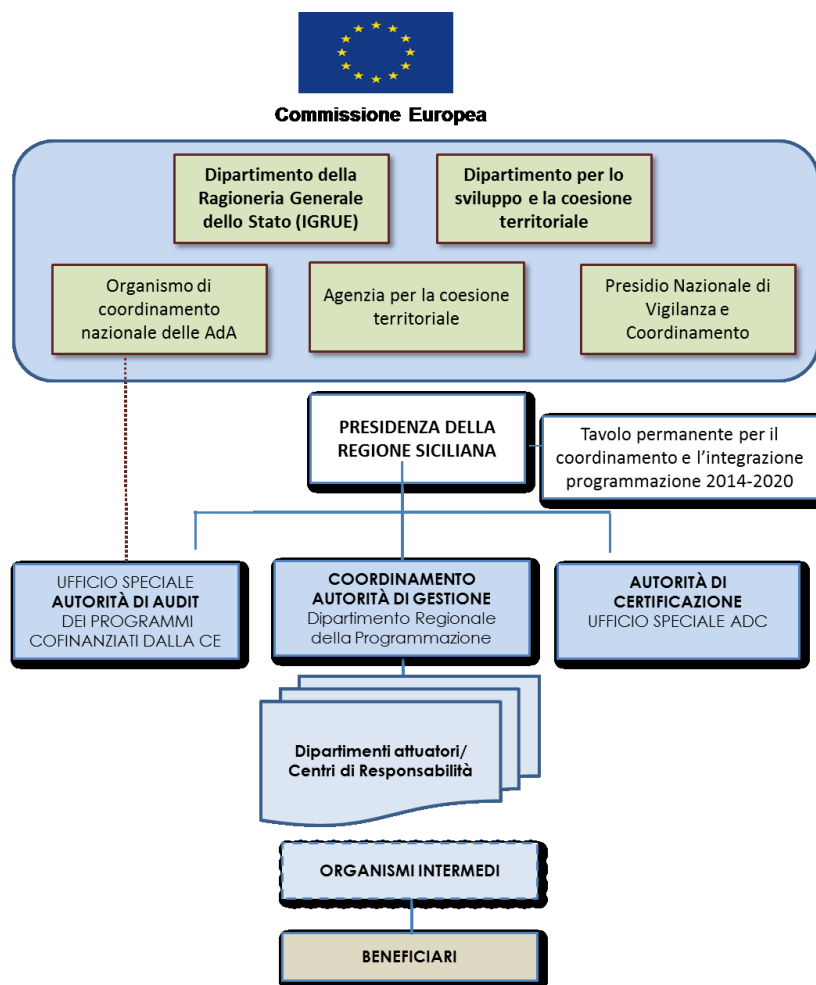 Commissione Europea
Dipartimento della
Ragioneria Generale
dello Stato (IGRUE)
Dipartimento per lo
sviluppo e la coesione
territoriale
Organismo di
coordinamento
nazionale delle AdA
Agenzia per la coesione
territoriale
Presidio Nazionale di
Vigilanza e
Coordinamento
PRESIDENZA DELLA
REGIONE SICILIANA
Tavolo permanente per il
coordinamento e l'integrazione
programmazione 2014-2020
UFFICIO SPECIALE
AUTORITÀ DI AUDIT
DEI PROGRAMMI
COFINANZIATI DALLA CE
COORDINAMENTO
AUTORITÀ DI GESTIONE
Dipartimento Regionale
della Programmazione
AUTORITÀ DI
CERTIFICAZIONE
UFFICIO SPECIALE ADC
Dipartimenti attuatori/
Centri di Responsabilità
ORGANISMI INTERMEDI
BENEFICIARI